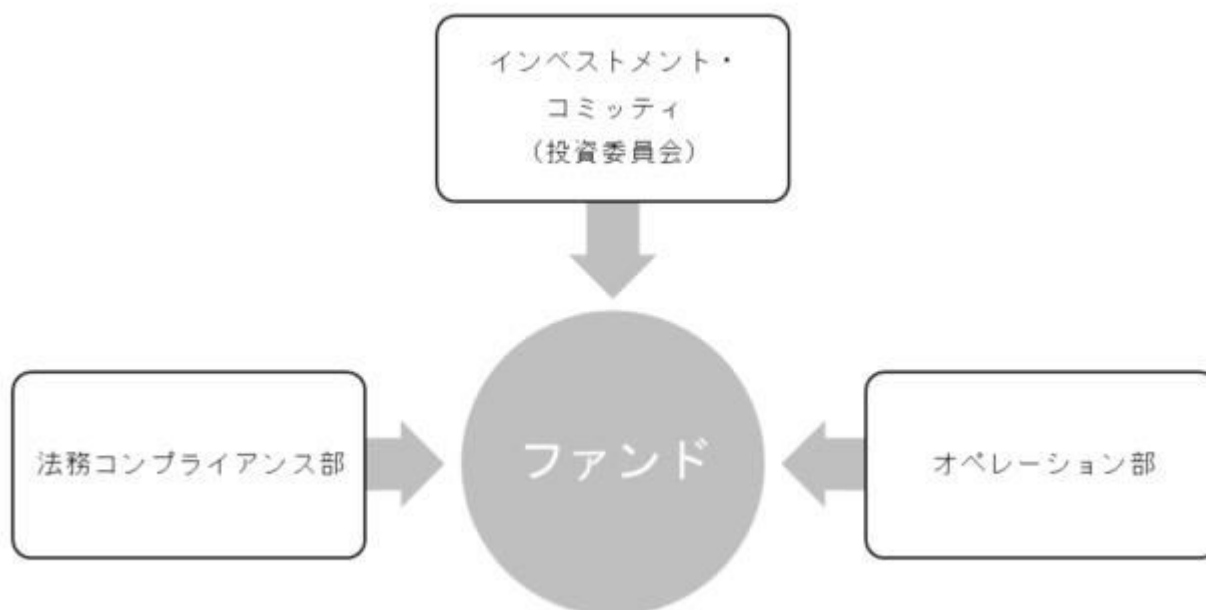 インベストメント・
コミッティ
（投資委員会）
法務コンプライアンス部
ファンド
オペレーション部